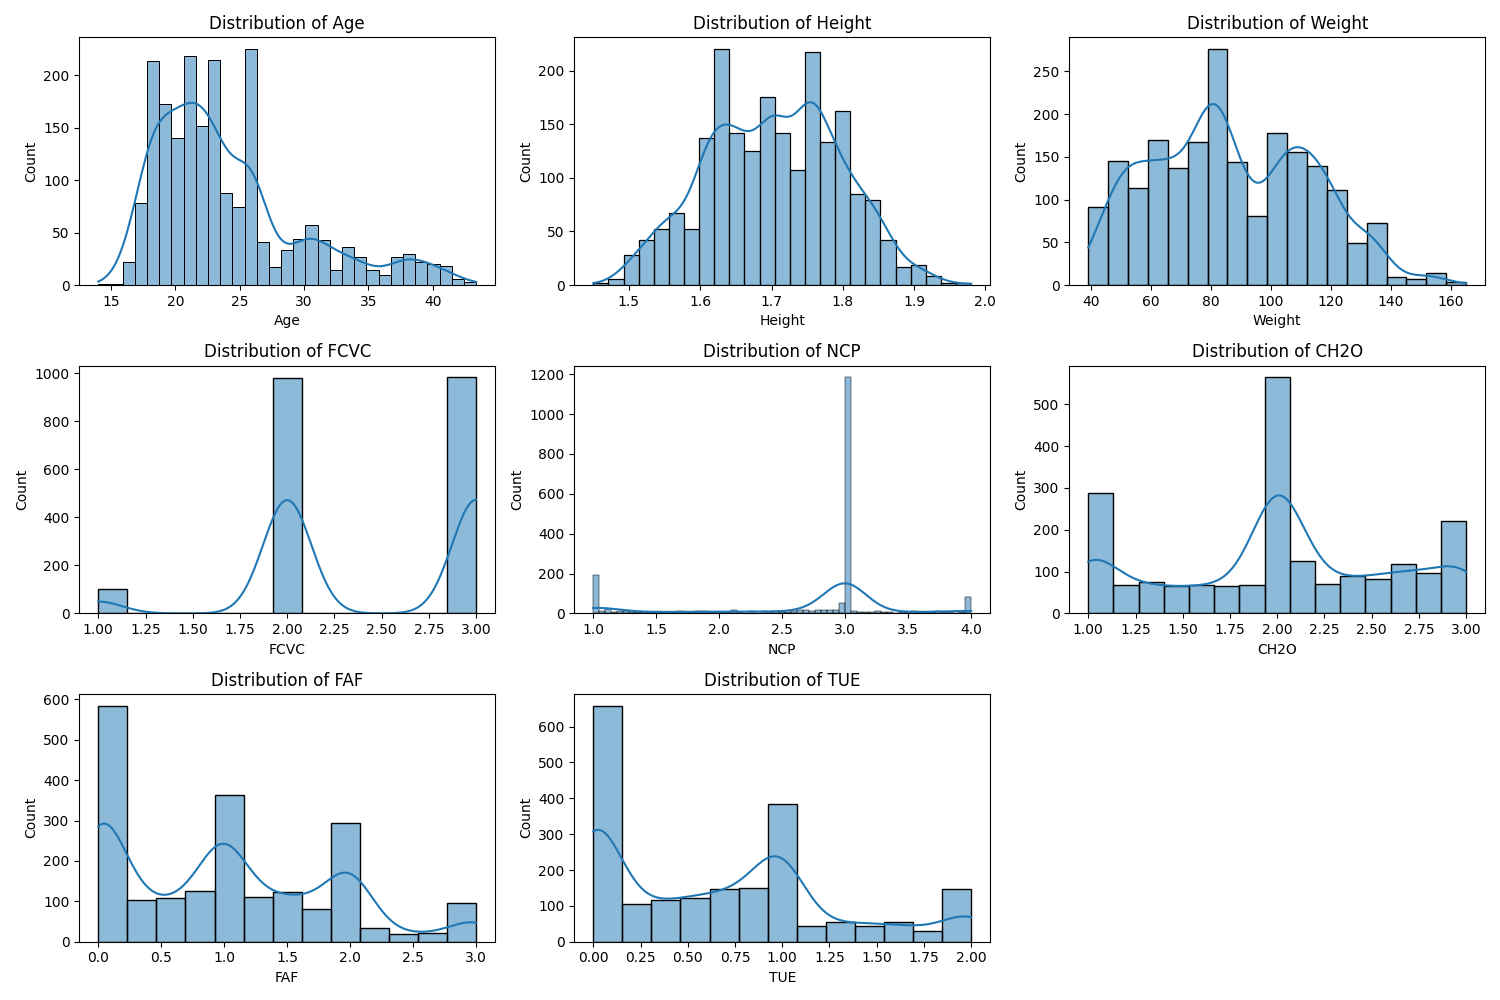 Distribution of Age
Distribution of Height
Distribution of Weight
Count
200
150
100
50
0
15 20 25 30 35 40
Age
Count
200
150
100
50
0
1.5 1.6 1.7 1.8 1.9 2.0
Height
Count
250
200
150
100
50
0
40 60 80 100 120 140 160
Weight
Distribution of FCVC
Distribution of NCP
Distribution of CH2O
Count
1000
800
600
400
200
0
1.00 1.25 1.50 1.75 2.00 2.25 2.50 2.75 3.00
FCVC
Count
1200
1000
800
600
400
200
0
1.0 1.5 2.0 2.5 3.0 3.5 4.0
NCP
Count
500
400
300
200
100
0
1.00 1.25 1.50 1.75 2.00 2.25 2.50 2.75 3.00
CH2O
Distribution of FAF
Distribution of TUE
Count
600
500
400
300
200
100
0
0.0 0.5 1.0 1.5 2.0 2.5 3.0
FAF
Count
600
500
400
300
200
100
0
0.00 0.25 0.50 0.75 1.00 1.25 1.50 1.75 2.00
TUE